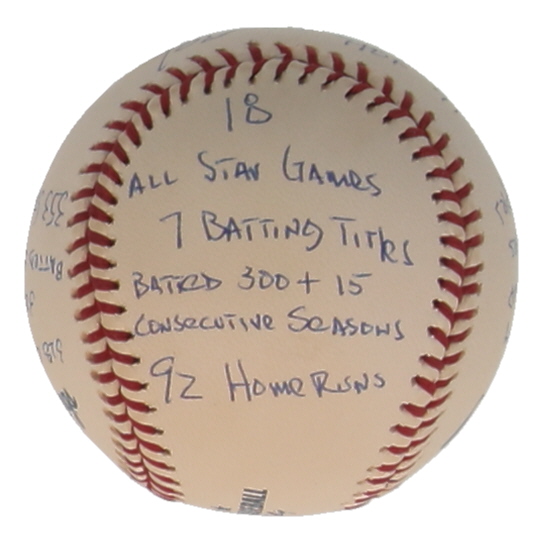 18
ALL STAR GAMES
7 BATTING TITLES
BATTED 300+ 15
CONSECUTIVE SEASONS
92 HOME RUNS